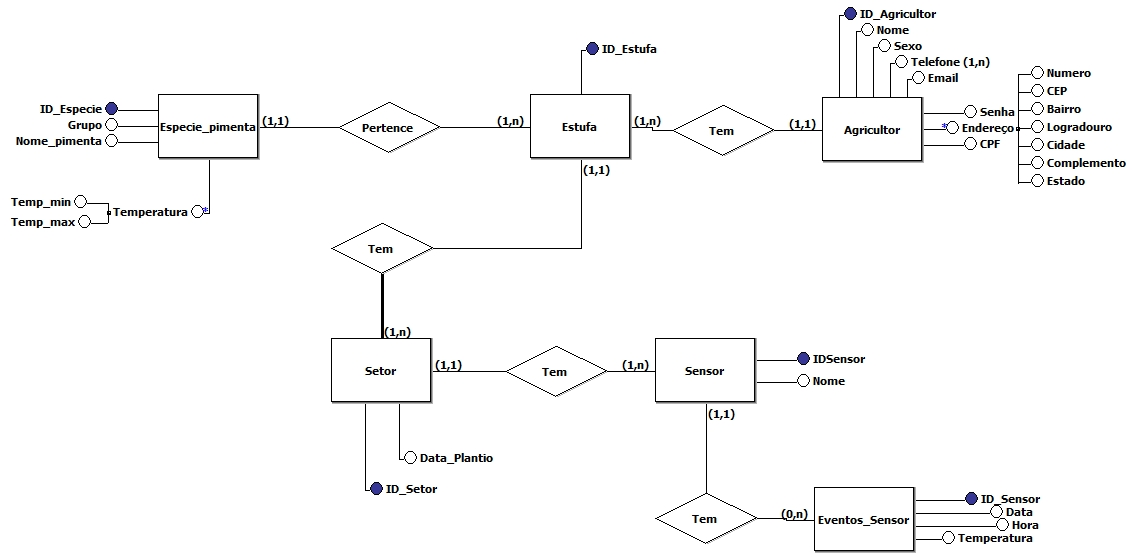 ID_Agricultor
Nome
Sexo
Telefone (1,n)
Email
ID_Estufa
Numero
CEP
Bairro
Logradouro
Cidade
Complemento
Estado
Senha
*Endereço
CPF
ID_Especie
Grupo
Nome_pimenta
Especie_pimenta
(1,1)
Pertence
(1,n)
Estufa
(1,n)
Tem
(1,1)
Agricultor
(1,1)
Temp_min
Temp_max
Temperatura
*
Tem
(1,n)
Setor
(1,1)
Tem
(1,n)
Sensor
IDSensor
Nome
(1,1)
Data_Plantio
ID_Setor
Tem
(0,n)
Eventos_Sensor
ID_Sensor
Data
Hora
Temperatura